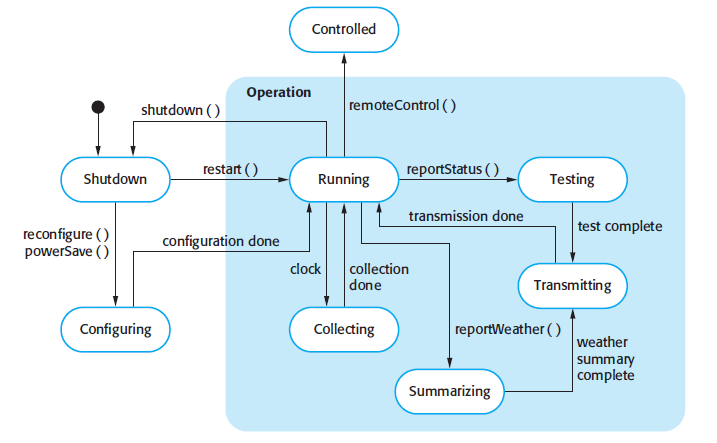 Controlled
Operation
remoteControl ( )
shutdown ( )
Shutdown
restart ( )
Running
reportStatus ( )
Testing
reconfigure ( )
powerSave ( )
configuration done
transmission done
test complete
clock
collection
done
Transmitting
Configuring
Collecting
reportWeather ( )
weather
summary
complete
Summarizing